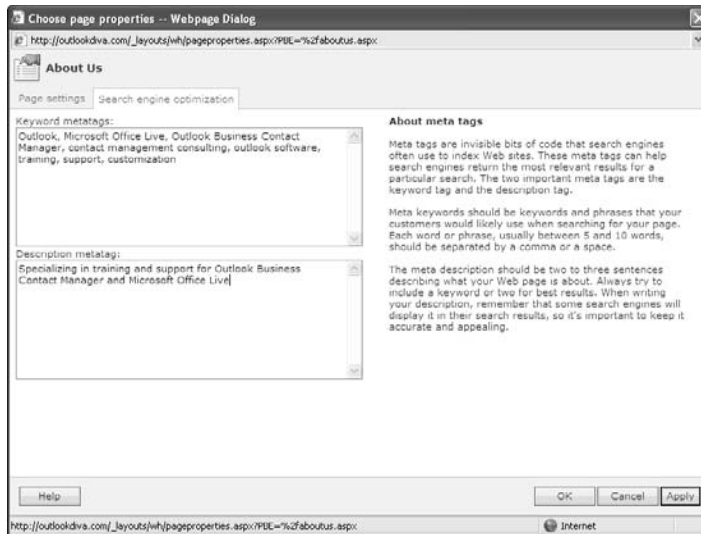 Choose page properties -- Webpage Dialog
http://outlookdiva.com/_layouts/wh/pageproperties.aspx?PBE=%2faboutus.aspx
About Us
Page settings Search engine optimization
Keyword metatags:
Outlook, Microsoft Office Live, Outlook Business Contact
Manager, contact management consulting, outlook software,
training, support, customization
Description metatag:
Specializing in training and support for Outlook Business
Contact Manager and Microsoft Office Live
About meta tags
Meta tags are invisible bits of code that search engines
often use to index Web sites. These meta tags can help
search engines return the most relevant results for a
particular search. The two important meta tags are the
keyword tag and the description tag.
Meta keywords should be keywords and phrases that your
customers would likely use when searching for your page.
Each word or phrase, usually between 5 and 10 words,
should be separated by a comma or a space.
The meta description should be two to three sentences
describing what your Web page is about. Always try to
include a keyword or two for best results. When writing
your description, remember that some search engines will
display it in their search results, so it's important to keep it
accurate and appealing.
Help
OK Cancel Apply
http://outlookdiva.com/_layouts/wh/pageproperties.aspx?PBE=%2faboutus.aspx Internet